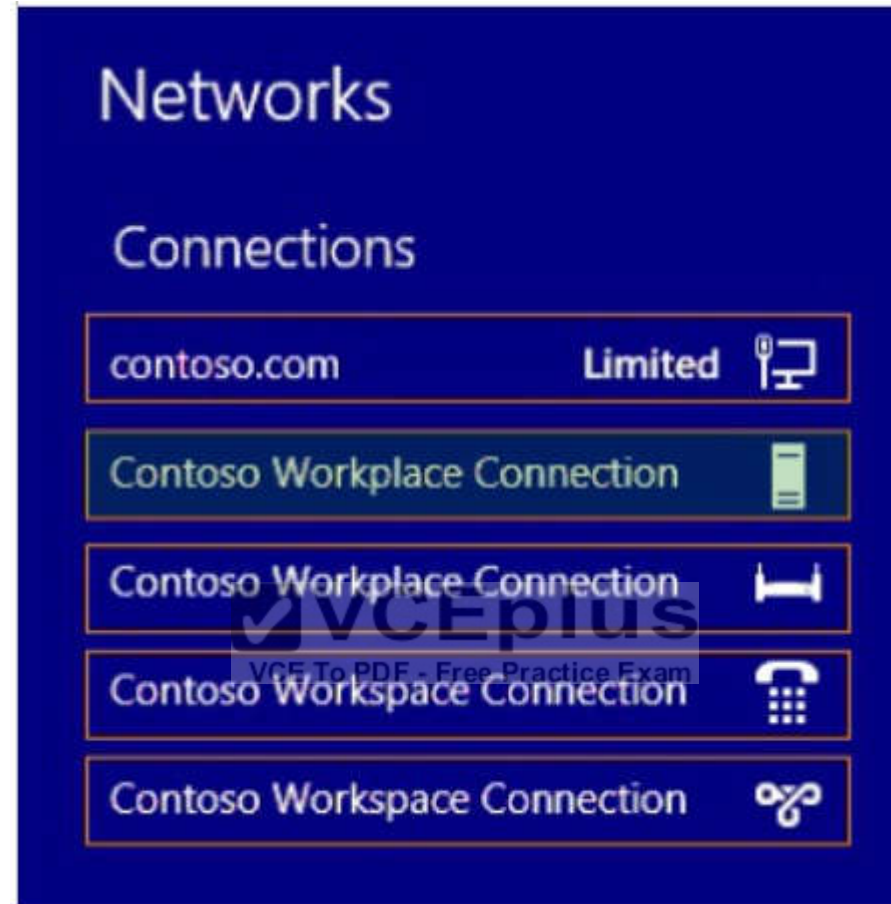 Networks
Connections
contoso.com Limited
Contoso Workplace Connection
Contoso Workplace Connection
VCEplus
VCE To PDF - Free Practice Exam
Contoso Workspace Connection
Contoso Workspace Connection